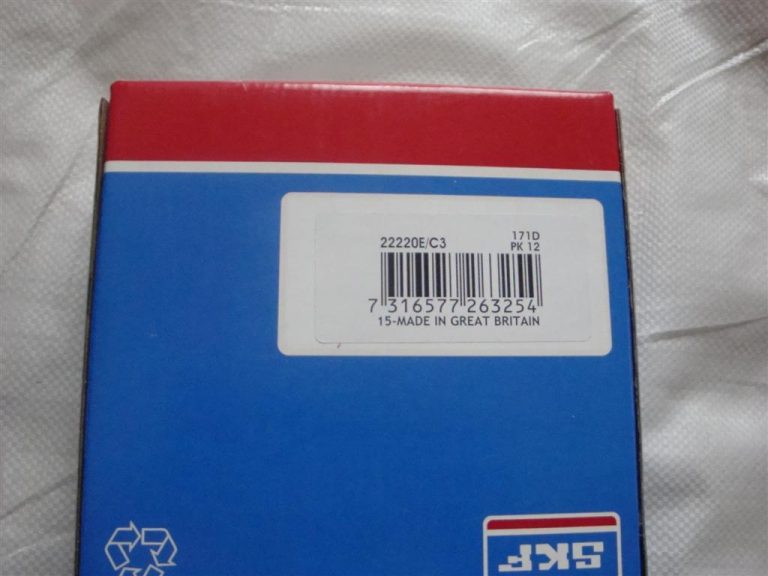 22220E/C3 171D
PK 12
7 316577 263254
15-MADE IN GREAT BRITAIN
SKF